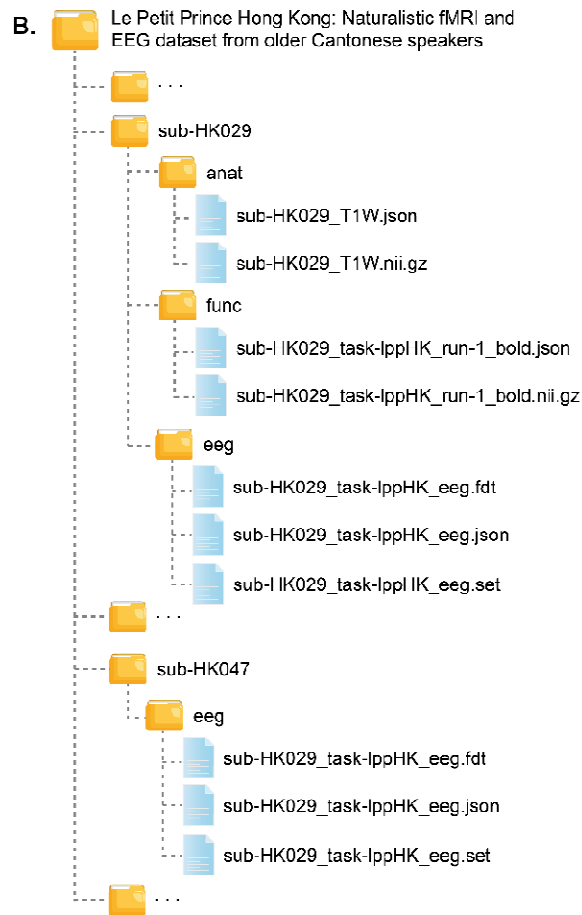 B.
Le Petit Prince Hong Kong: Naturalistic fMRI and
EEG dataset from older Cantonese speakers
. . .
sub-HK029
anat
sub-HK029_T1W.json
sub-HK029_T1W.nii.gz
func
sub-HK029_task-lppHK_run-1_bold.json
sub-HK029_task-lppHK_run-1_bold.nii.gz
eeg
sub-HK029_task-lppHK_eeg.fdt
sub-HK029_task-lppHK_eeg.json
sub-HK029_task-lppHK_eeg.set
. . .
sub-HK047
eeg
sub-HK029_task-lppHK_eeg.fdt
sub-HK029_task-lppHK_eeg.json
sub-HK029_task-lppHK_eeg.set
. . .